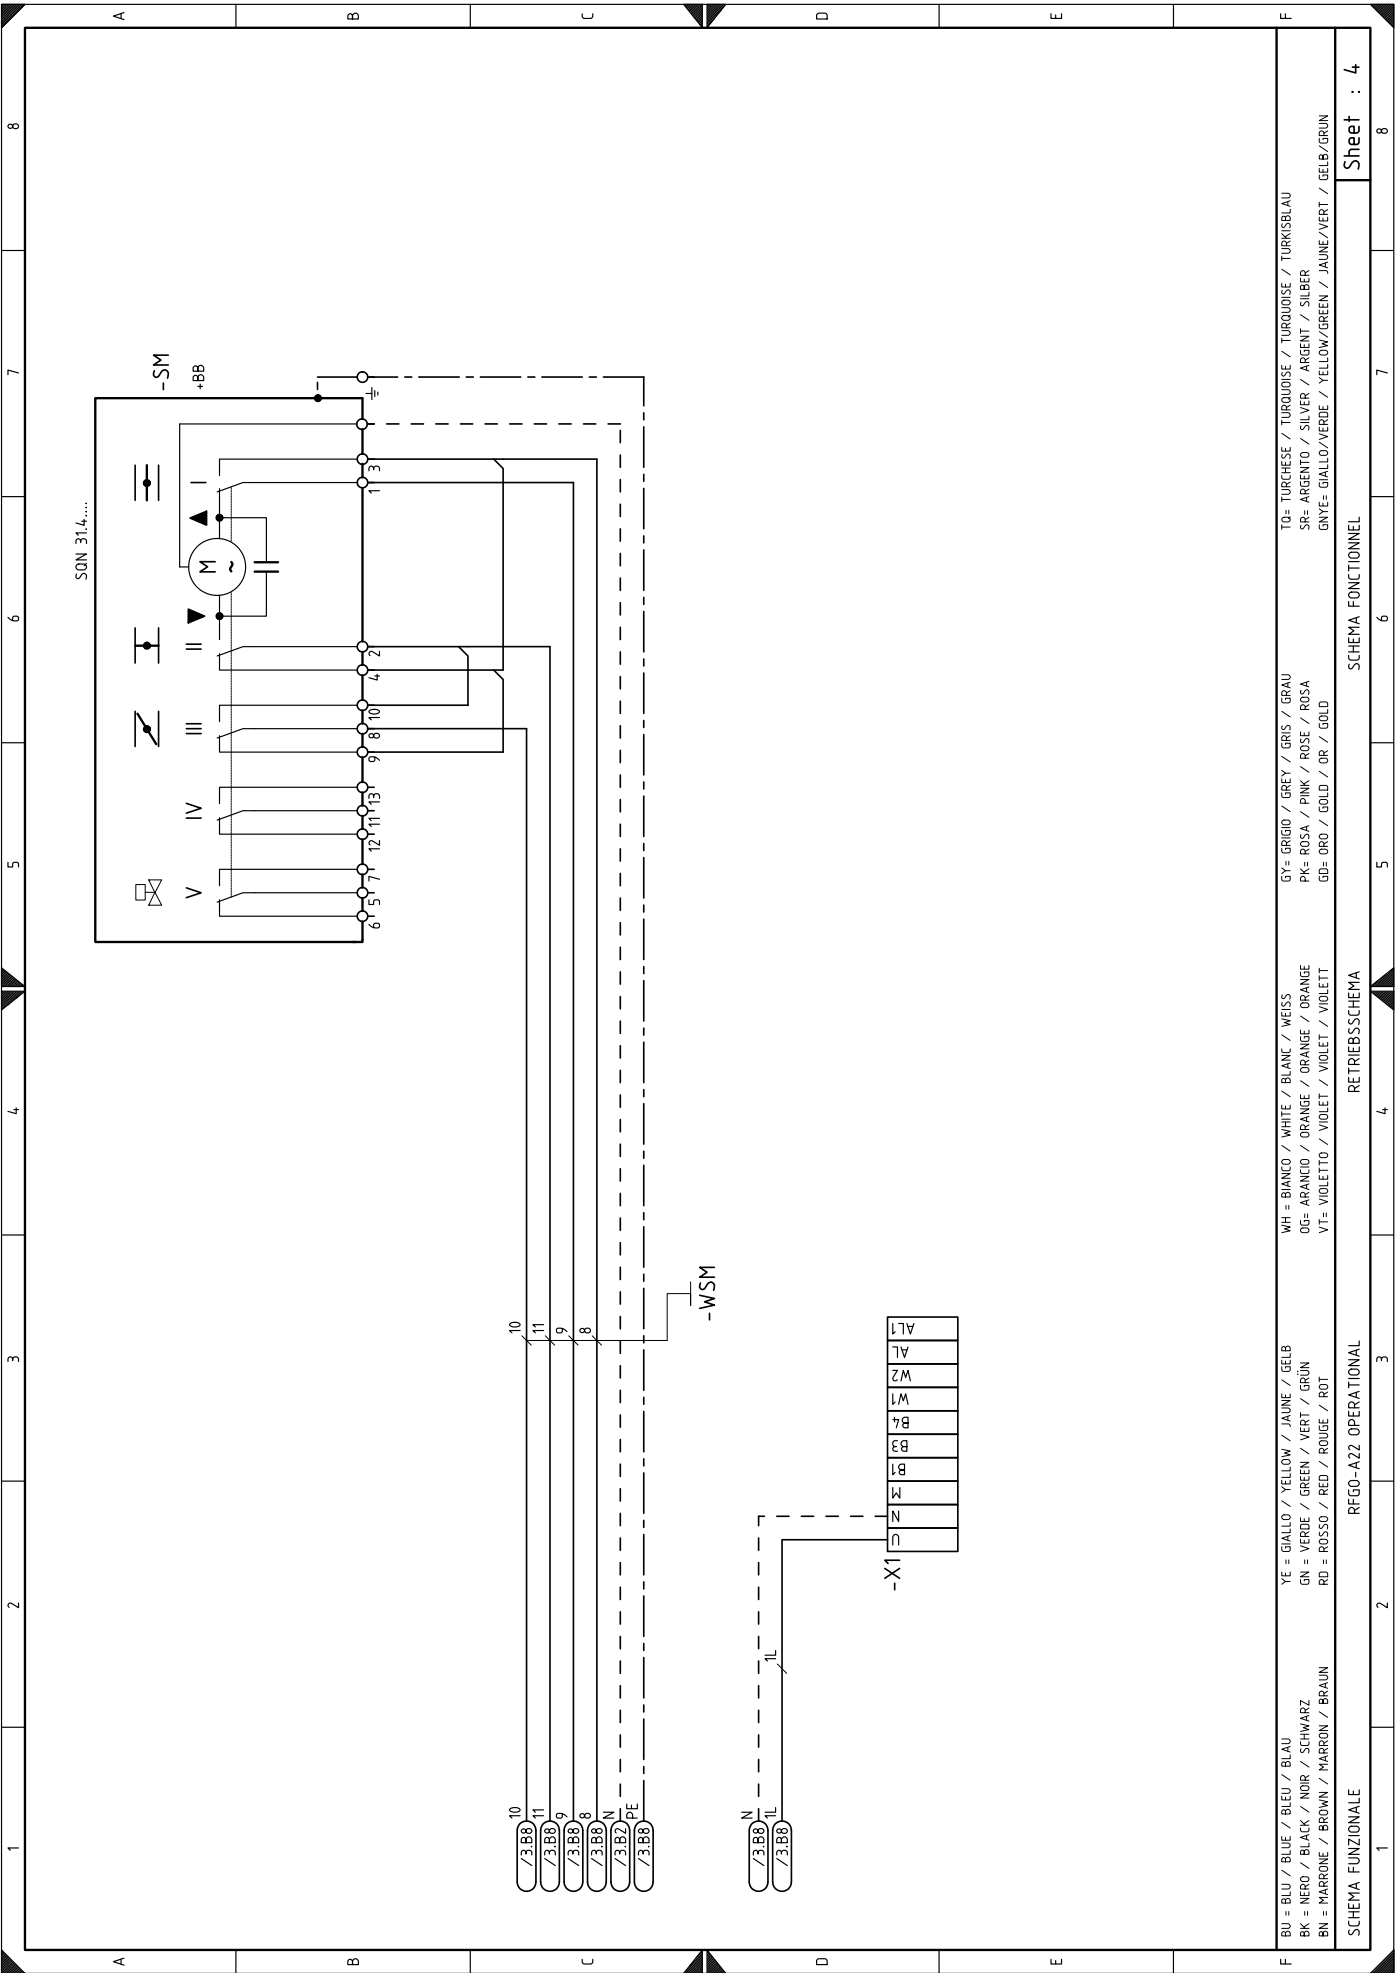 1 2 3 4 5 6 7 8
A
B
C
D
E
F
SQN 31.4....
-SM
+BB
V IV III II I
M
~
6 5 7 12 11 13 9 8 10 4 2 1 3
/3.B8 10 10
/3.B8 11 11
/3.B8 9 9
/3.B8 8 8
/3.B2 N
/3.B8 PE
-WSM
/3.B8 N
/3.B8 1L 1L
-X1
U N M B1 B3 B4 W1 W2 AL AL1
BU = BLU / BLUE / BLEU / BLAU
BK = NERO / BLACK / NOIR / SCHWARZ
BN = MARRONE / BROWN / MARRON / BRAUN
YE = GIALLO / YELLOW / JAUNE / GELB
GN = VERDE / GREEN / VERT / GRÜN
RD = ROSSO / RED / ROUGE / ROT
WH = BIANCO / WHITE / BLANC / WEISS
OG= ARANCIO / ORANGE / ORANGE / ORANGE
VT= VIOLETTO / VIOLET / VIOLET / VIOLETT
GY= GRIGIO / GREY / GRIS / GRAU
PK= ROSA / PINK / ROSE / ROSA
GD= ORO / GOLD / OR / GOLD
TQ= TURCHESE / TURQUOISE / TURQUOISE / TURKISBLAU
SR= ARGENTO / SILVER / ARGENT / SILBER
GNYE= GIALLO/VERDE / YELLOW/GREEN / JAUNE/VERT / GELB/GRUN
SCHEMA FUNZIONALE
RFGO-A22 OPERATIONAL
RETRIEBSSCHEMA
SCHEMA FONCTIONNEL
Sheet : 4
1 2 3 4 5 6 7 8
A
B
C
D
E
F